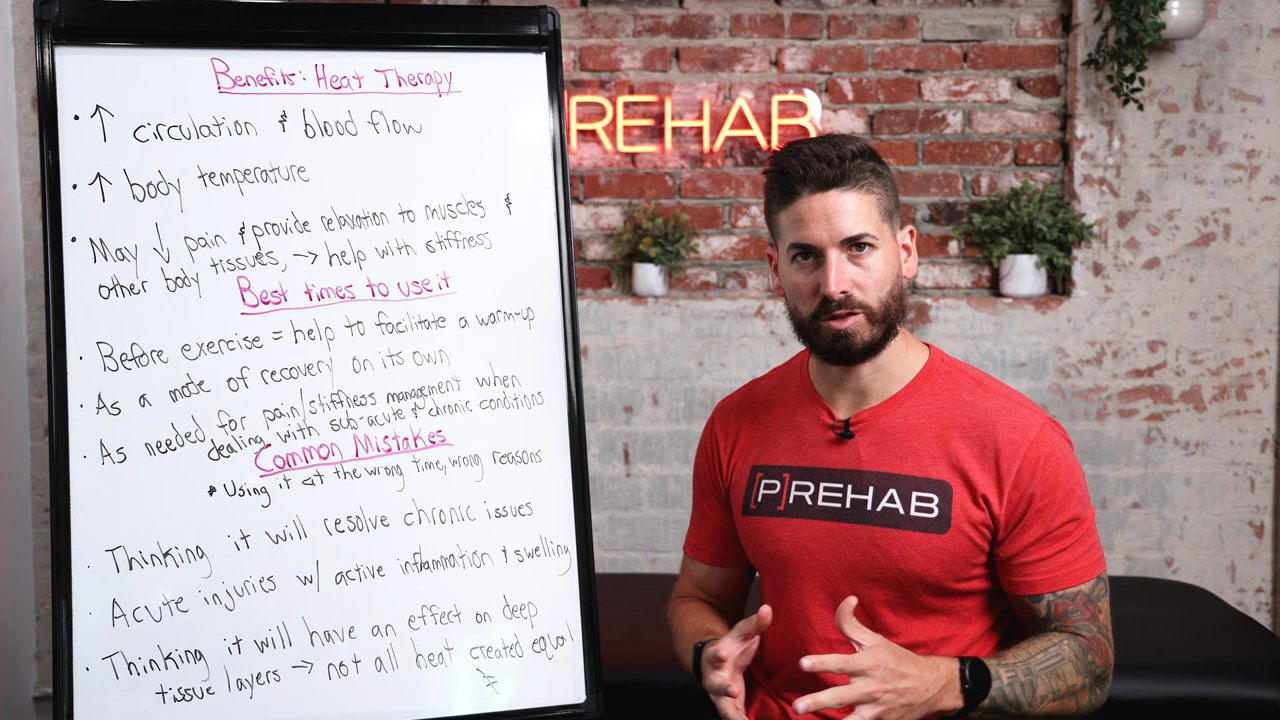 Benefits: Heat Therapy
• ↑ circulation & blood flow
• ↑ body temperature
• May ↓ pain & provide relaxation to muscles &
other body tissues, -> help with stiffness
Best times to use it
• Before exercise = help to facilitate a warm-up
• As a mode of recovery on its own
• As needed for pain/stiffness management when
dealing with sub-acute & chronic conditions
Common Mistakes
* Using it at the wrong time, wrong reasons
• Thinking it will resolve chronic issues
• Acute injuries w/ active inflammation & swelling
• Thinking it will have an effect on deep
tissue layers -> not all heat created equal
PREHAB
[P]REHAB